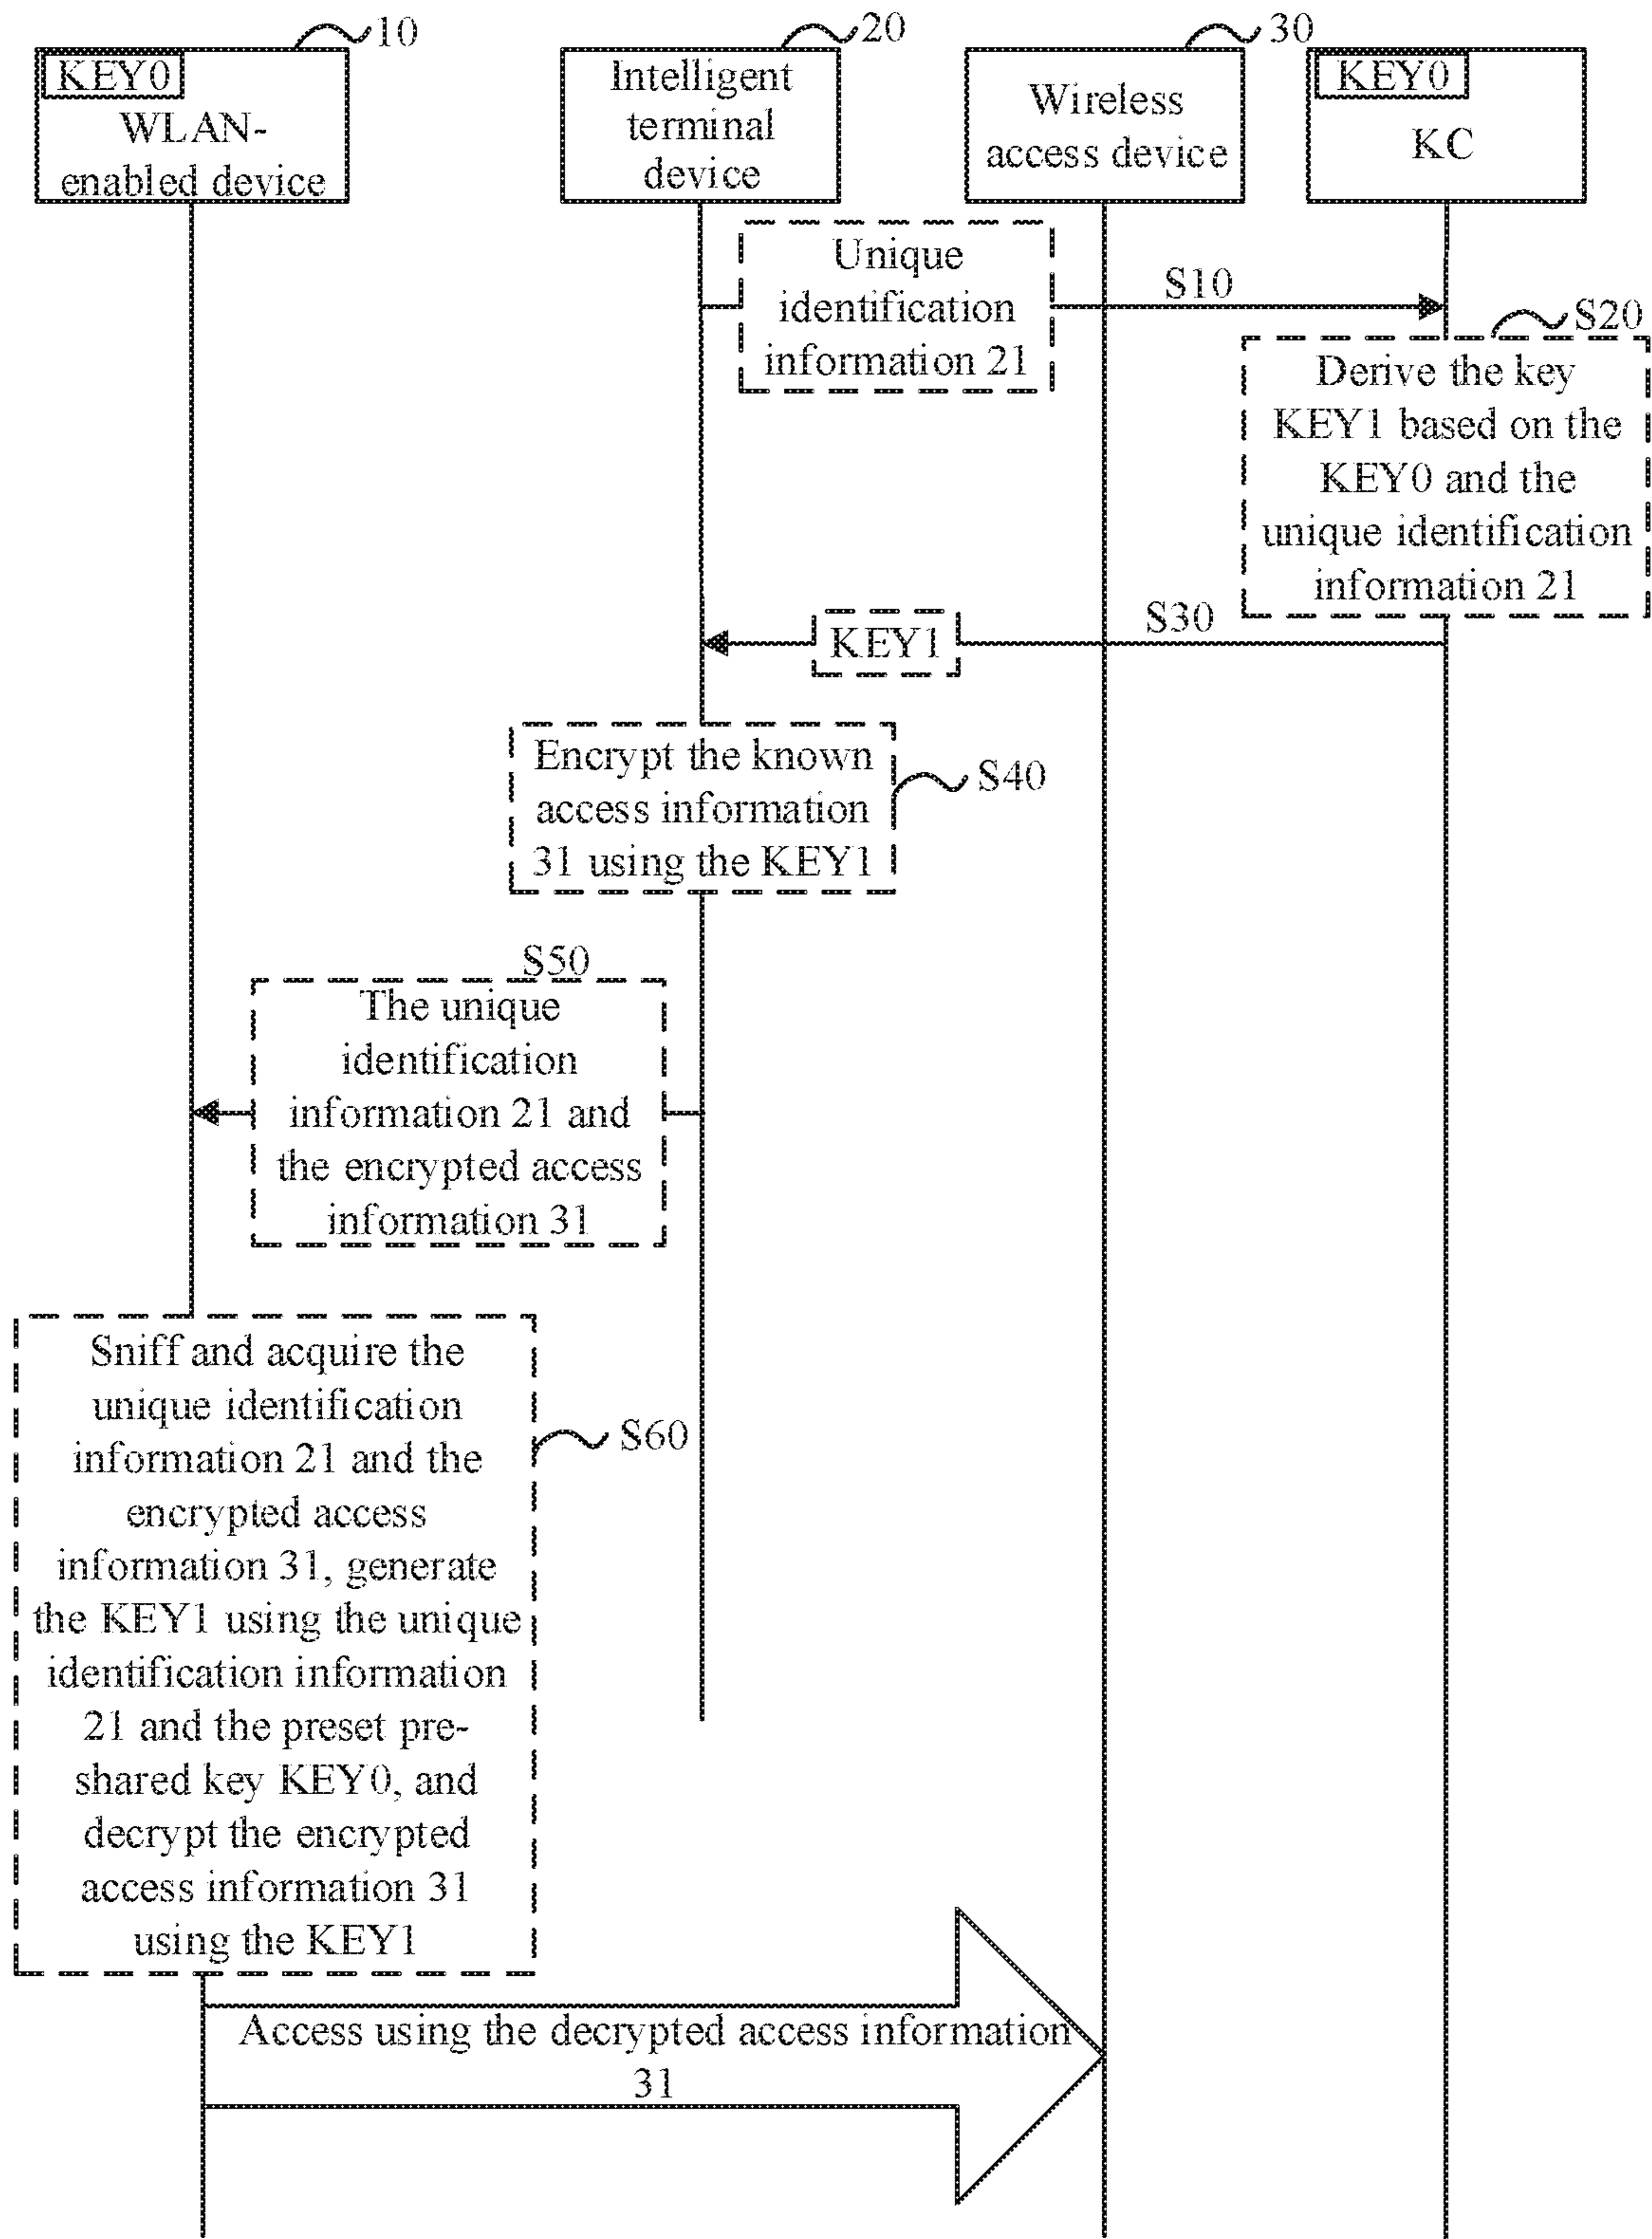 10
20
30
KEY0
WLAN-
enabled device
Intelligent
terminal
device
Wireless
access device
KEY0
KC
Unique
identification
information 21
S10
S20
Derive the key
KEY1 based on the
KEY0 and the
unique identification
information 21
S30
KEY1
Encrypt the known
access information
31 using the KEY1
S40
S50
The unique
identification
information 21 and
the encrypted access
information 31
Sniff and acquire the
unique identification
information 21 and the
encrypted access
information 31, generate
the KEY1 using the unique
identification information
21 and the preset pre-
shared key KEY0, and
decrypt the encrypted
access information 31
using the KEY1
S60
Access using the decrypted access information
31